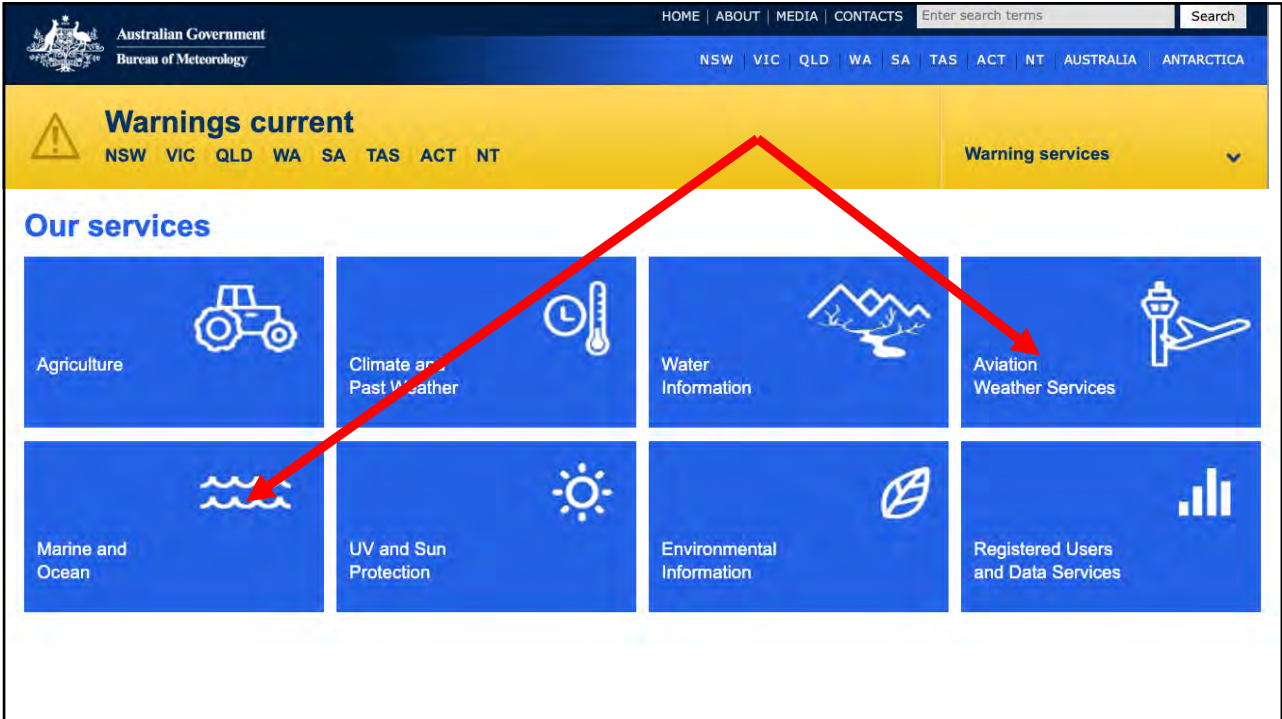 HOME | ABOUT | MEDIA | CONTACTS Enter search terms Search
Australian Government
Bureau of Meteorology
NSW | VIC | QLD | WA | SA | TAS | ACT | NT | AUSTRALIA | ANTARCTICA
Warnings current
NSW VIC QLD WA SA TAS ACT NT
Warning services
Our services
Agriculture
Climate and
Past Weather
Water
Information
Aviation
Weather Services
Marine and
Ocean
UV and Sun
Protection
Environmental
Information
Registered Users
and Data Services